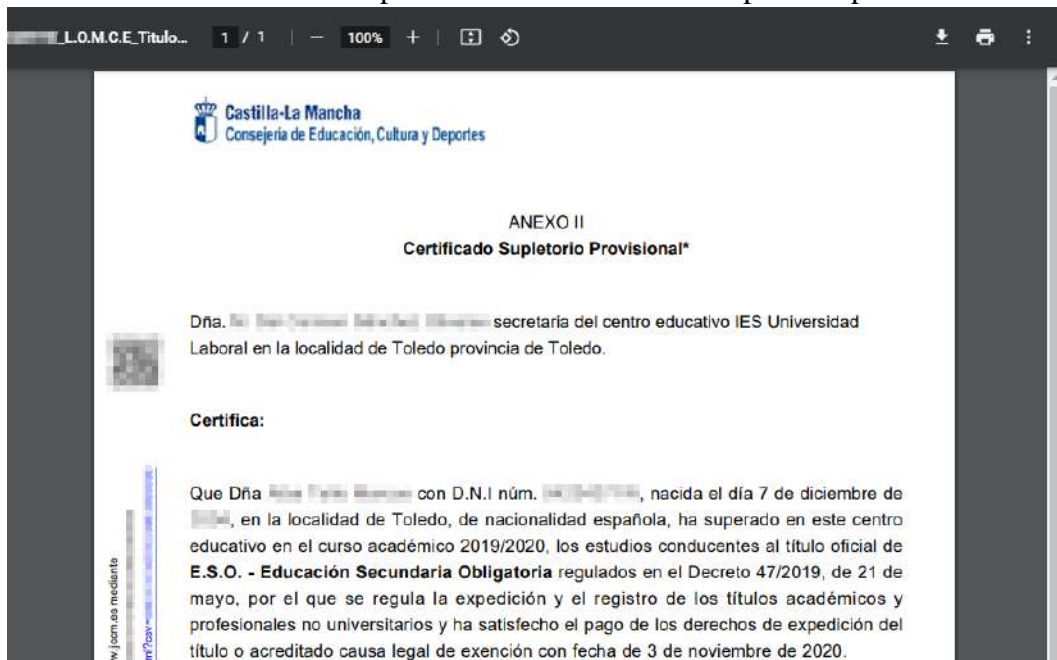 _L.O.M.C.E_Titulo... 1 / 1 | − 100% + |
Castilla-La Mancha
Consejería de Educación, Cultura y Deportes
ANEXO II
Certificado Supletorio Provisional*
Dña. secretaria del centro educativo IES Universidad
Laboral en la localidad de Toledo provincia de Toledo.
Certifica:
Que Dña con D.N.I núm. , nacida el día 7 de diciembre de
, en la localidad de Toledo, de nacionalidad española, ha superado en este centro
educativo en el curso académico 2019/2020, los estudios conducentes al título oficial de
E.S.O. - Educación Secundaria Obligatoria regulados en el Decreto 47/2019, de 21 de
mayo, por el que se regula la expedición y el registro de los títulos académicos y
profesionales no universitarios y ha satisfecho el pago de los derechos de expedición del
título o acreditado causa legal de exención con fecha de 3 de noviembre de 2020.
w.jccm.es mediante